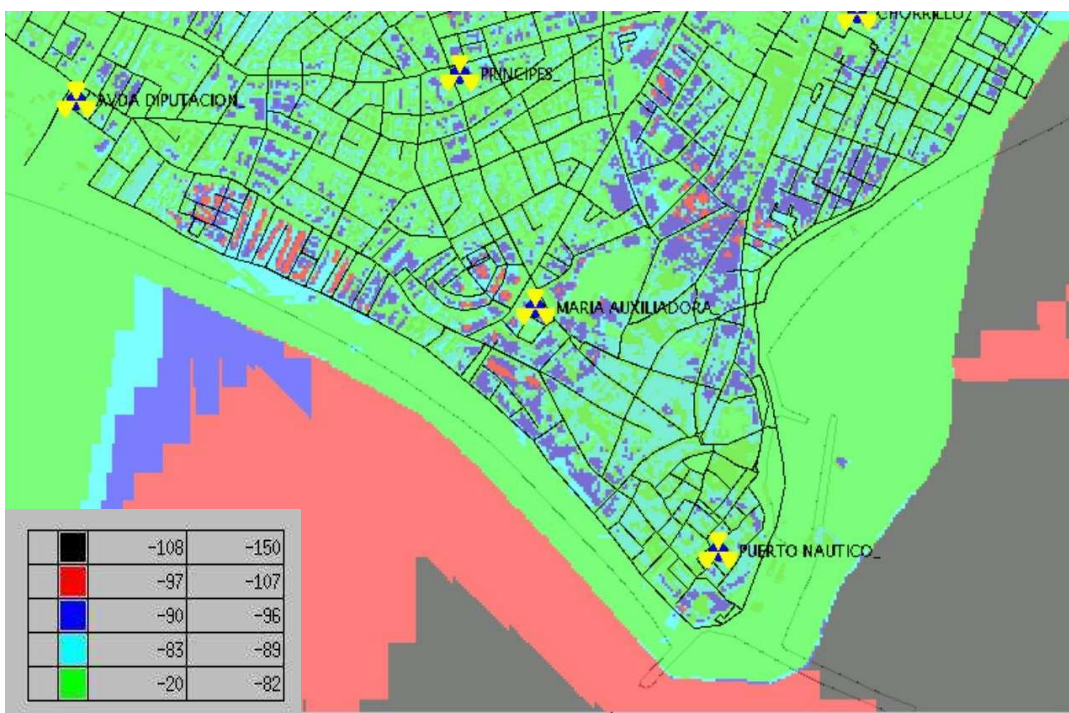 CHORRILLO_
PRINCIPES_
AVDA DIPUTACION_
MARIA AUXILIADORA_
PUERTO NAUTICO_
-108 -150
-97 -107
-90 -96
-83 -89
-20 -82